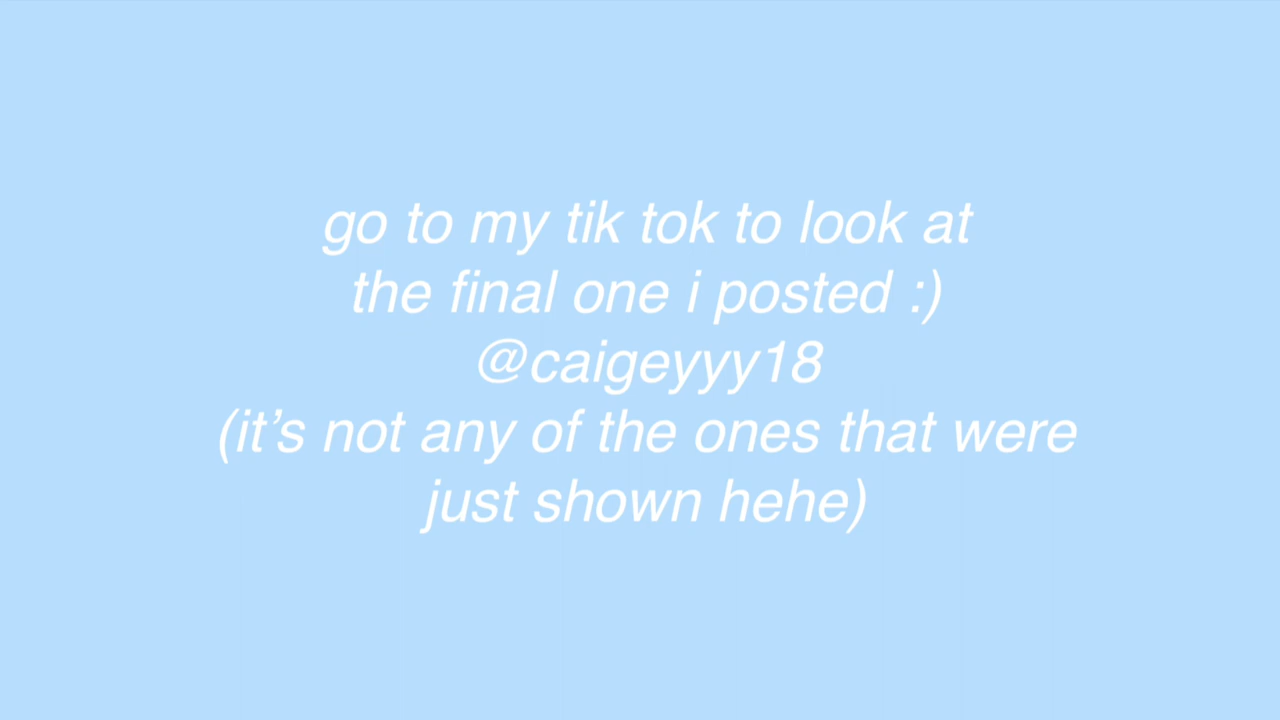 go to my tik tok to look at
the final one i posted :)
@caigeyyy18
(it’s not any of the ones that were
just shown hehe)